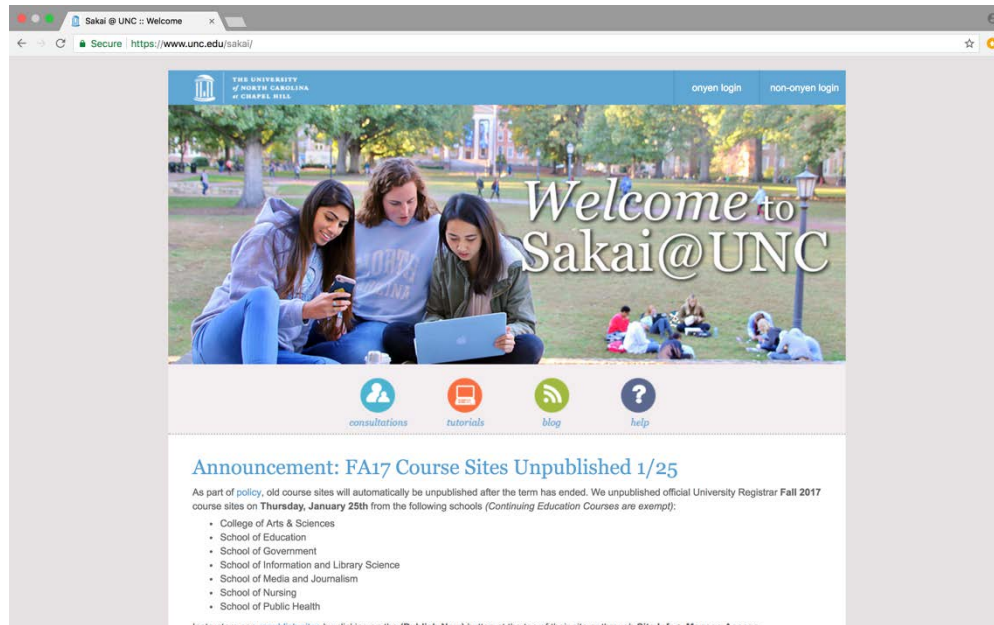 Sakai @ UNC :: Welcome
Secure https://www.unc.edu/sakai/
THE UNIVERSITY
of NORTH CAROLINA
at CHAPEL HILL
onyen login non-onyen login
Welcome to
Sakai@UNC
NORTH
CAROLINA
consultations tutorials blog help
Announcement: FA17 Course Sites Unpublished 1/25
As part of policy, old course sites will automatically be unpublished after the term has ended. We unpublished official University Registrar Fall 2017
course sites on Thursday, January 25th from the following schools (Continuing Education Courses are exempt):
• College of Arts & Sciences
• School of Education
• School of Government
• School of Information and Library Science
• School of Media and Journalism
• School of Nursing
• School of Public Health